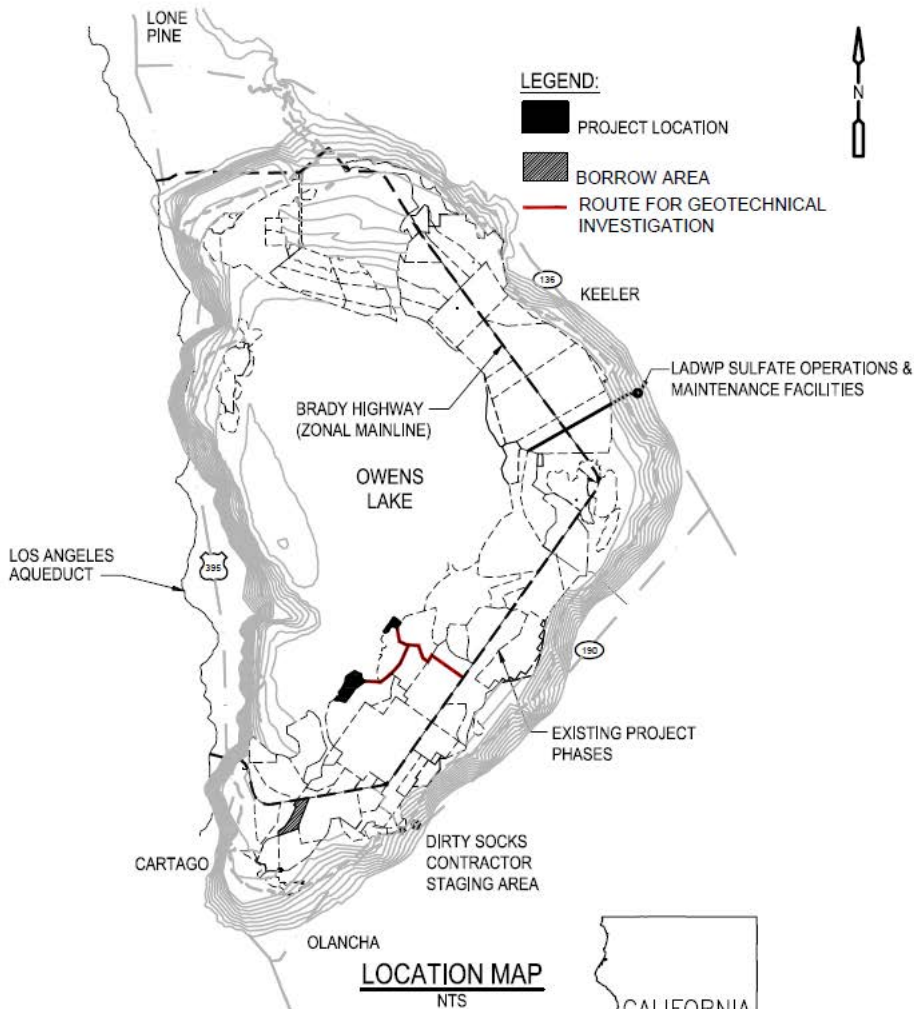 LONE
PINE
N
LEGEND:
PROJECT LOCATION
BORROW AREA
ROUTE FOR GEOTECHNICAL
INVESTIGATION
136
KEELER
LADWP SULFATE OPERATIONS &
MAINTENANCE FACILITIES
BRADY HIGHWAY
(ZONAL MAINLINE)
OWENS
LAKE
LOS ANGELES
AQUEDUCT
395
190
EXISTING PROJECT
PHASES
DIRTY SOCKS
CONTRACTOR
STAGING AREA
CARTAGO
OLANCHA
LOCATION MAP
NTS
CALIFORNIA